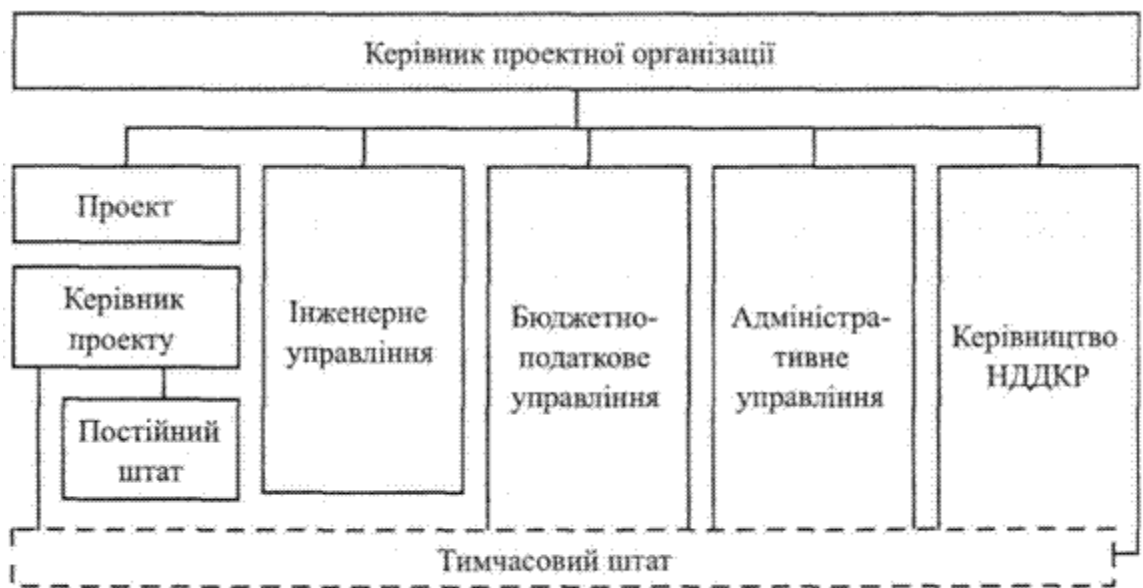 Керівник проектної організації
Проект
Керівник
проекту
Постійний
штат
Інженерне
управління
Бюджетно-
податкове
управління
Адміністра-
тивне
управління
Керівництво
НДДКР
Тимчасовий штат